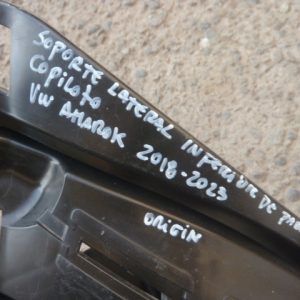 SOPORTE LATERAL INFERIOR DE
COPILOTO
VW AMAROK 2018-2023
ORIGIN